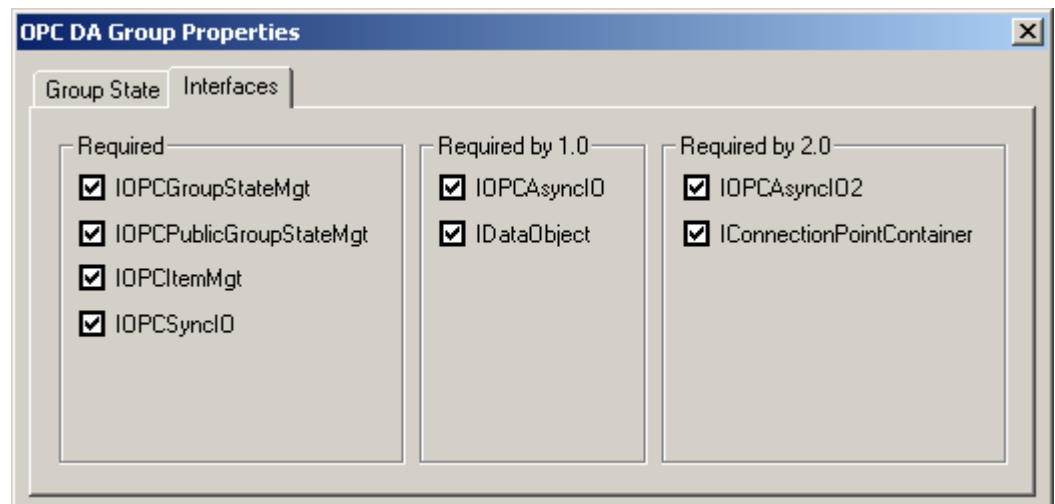 OPC DA Group Properties
Group State
Interfaces
Required
IOPCGroupStateMgt
IOPCPublicGroupStateMgt
IOPCItemMgt
IOPCSyncIO
Required by 1.0
IOPCAsyncIO
IDataObject
Required by 2.0
IOPCAsyncIO2
IConnectionPointContainer